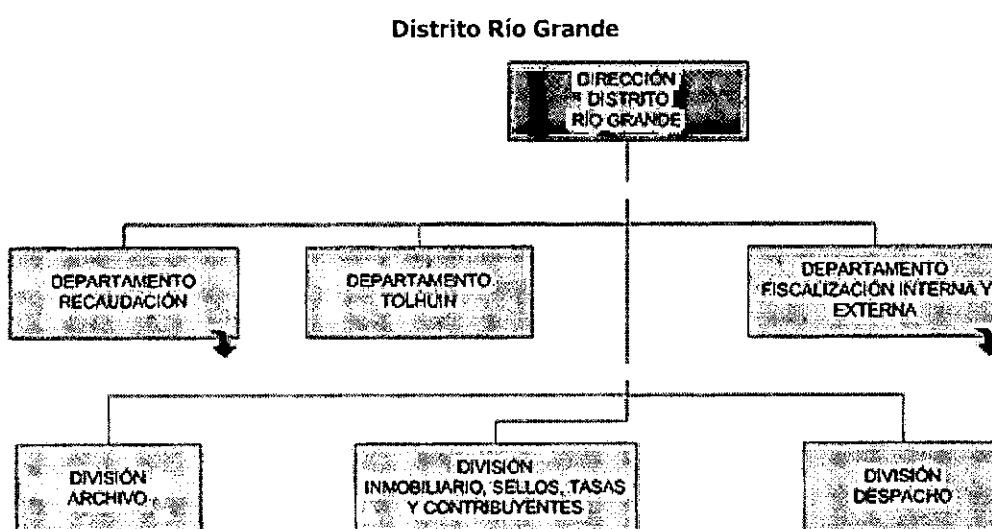 Distrito Río Grande
DIRECCIÓN
DISTRITO
RÍO GRANDE
DEPARTAMENTO
RECAUDACIÓN
DEPARTAMENTO
TOLHUIN
DEPARTAMENTO
FISCALIZACIÓN INTERNA Y
EXTERNA
DIVISIÓN
ARCHIVO
DIVISIÓN
INMOBILIARIO, SELLOS, TASAS
Y CONTRIBUYENTES
DIVISIÓN
DESPACHO